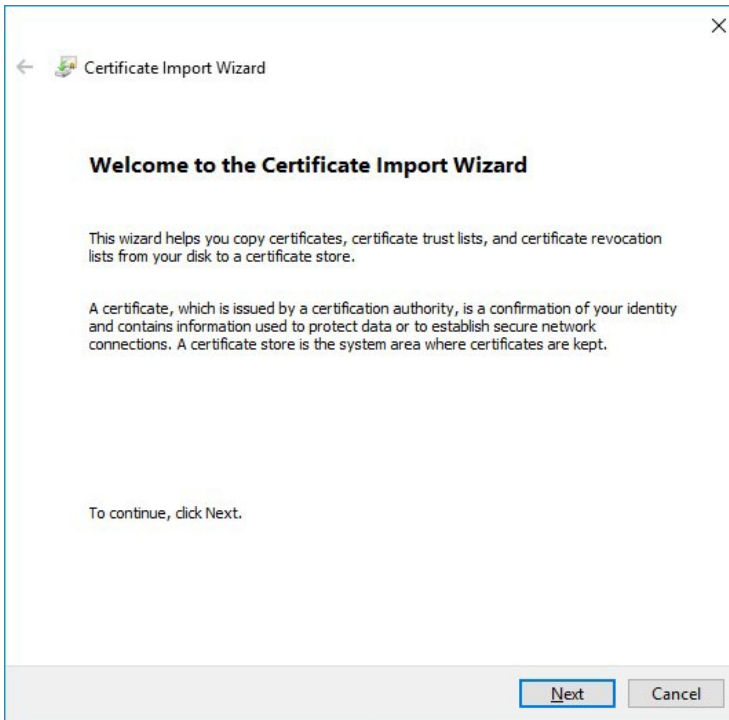 Certificate Import Wizard
Welcome to the Certificate Import Wizard
This wizard helps you copy certificates, certificate trust lists, and certificate revocation
lists from your disk to a certificate store.
A certificate, which is issued by a certification authority, is a confirmation of your identity
and contains information used to protect data or to establish secure network
connections. A certificate store is the system area where certificates are kept.
To continue, click Next.
Next Cancel